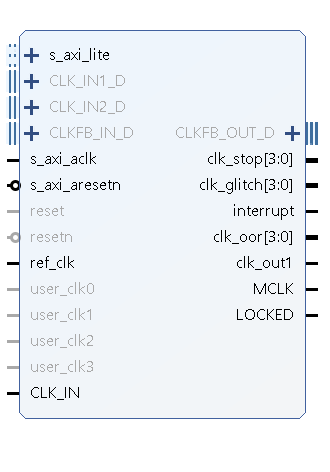 s_axi_lite
CLK_IN1_D
CLK_IN2_D
CLKFB_IN_D CLKFB_OUT_D
s_axi_aclk clk_stop[3:0]
s_axi_aresetn clk_glitch[3:0]
reset interrupt
resetn clk_oor[3:0]
ref_clk clk_out1
user_clk0 MCLK
user_clk1 LOCKED
user_clk2
user_clk3
CLK_IN